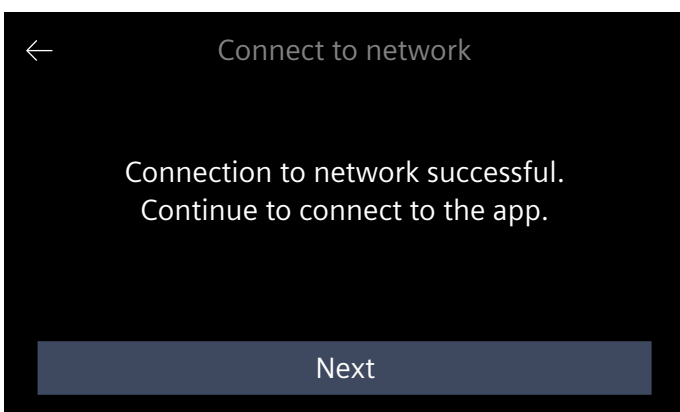 Connect to network
Connection to network successful.
Continue to connect to the app.
Next